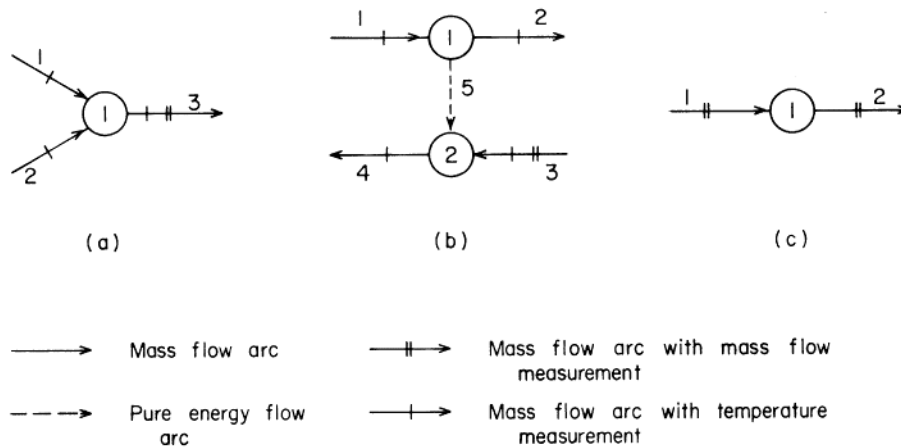 1
1
2
1
3
2
5
1
2
1
2
4
3
(a)
(b)
(c)
Mass flow arc
Mass flow arc with mass flow
measurement
Pure energy flow
arc
Mass flow arc with temperature
measurement